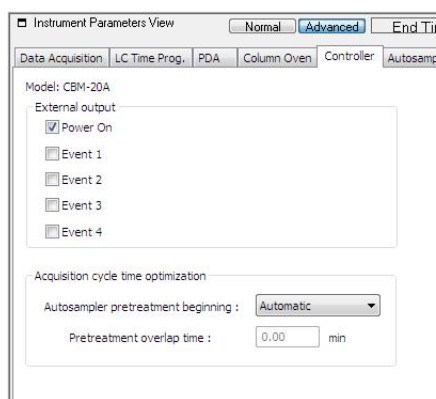 Instrument Parameters View Normal Advanced End Ti
Data Acquisition LC Time Prog. PDA Column Oven Controller Autosamp
Model: CBM-20A
External output
Power On
Event 1
Event 2
Event 3
Event 4
Acquisition cycle time optimization
Autosampler pretreatment beginning : Automatic
Pretreatment overlap time : 0.00 min